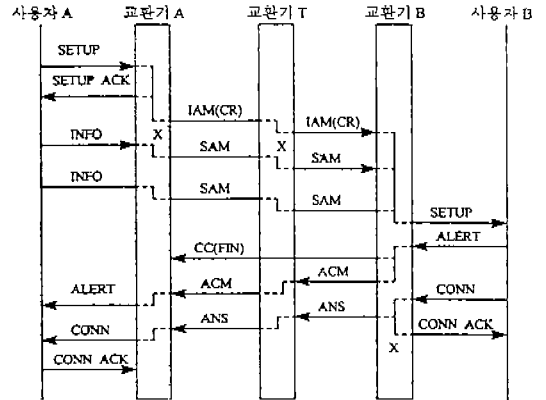 사용자 A 교환기 A 교환기 T 교환기 B 사용자 B
SETUP
SETUP ACK
IAM(CR)
IAM(CR)
INFO
X
X
SAM
SAM
INFO
SAM
SAM
SETUP
ALERT
CC(FIN)
ACM
ALERT
ACM
CONN
ANS
ANS
CONN
CONN ACK
X
CONN ACK